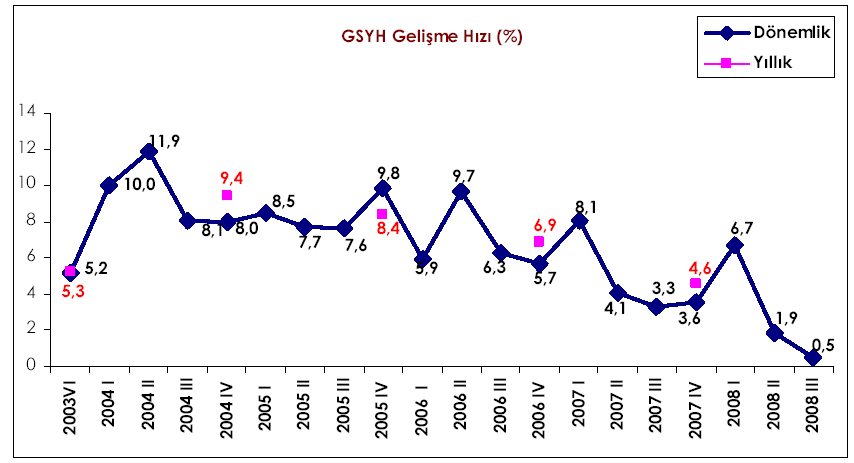 GSYH Gelişme Hızı (%)
Dönemlik
Yıllık
14
12
10
8
6
4
2
0
5,2
5,3
10,0
11,9
8,1
9,4
8,0
8,5
7,7
7,6
9,8
8,4
5,9
9,7
6,3
6,9
5,7
8,1
4,1
3,3
4,6
3,6
6,7
1,9
0,5
2003VI
2004 I
2004 II
2004 III
2004 IV
2005 I
2005 II
2005 III
2005 IV
2006 I
2006 II
2006 III
2006 IV
2007 I
2007 II
2007 III
2007 IV
2008 I
2008 II
2008 III